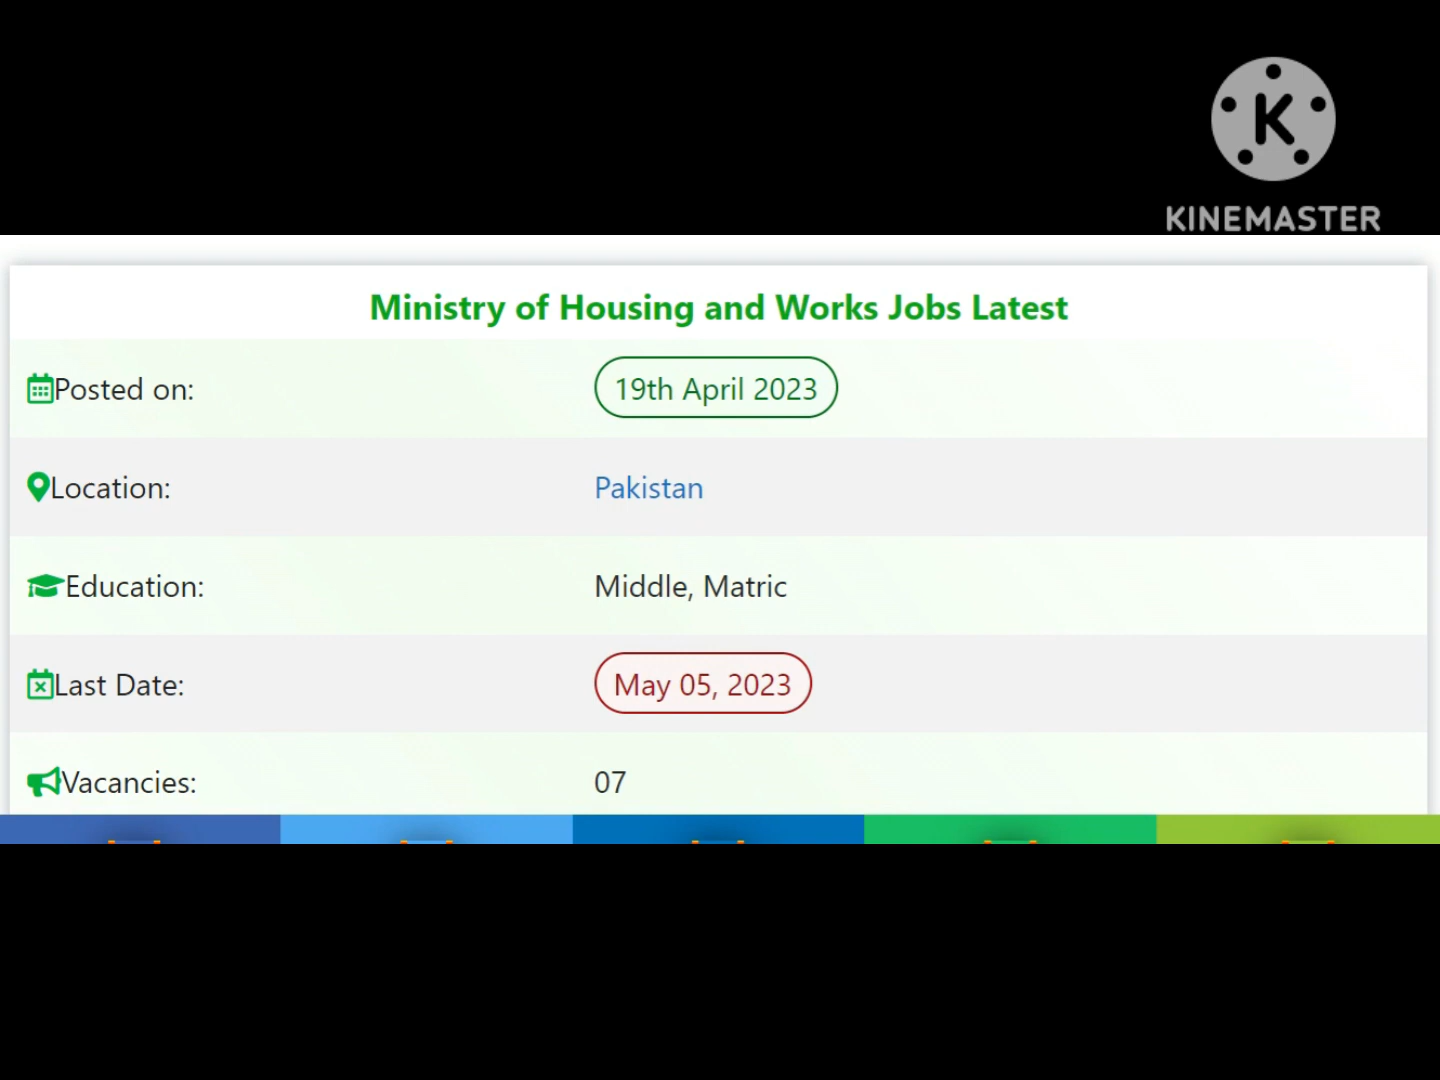 K
KINEMASTER
Ministry of Housing and Works Jobs Latest
Posted on: 19th April 2023
Location: Pakistan
Education: Middle, Matric
Last Date: May 05, 2023
Vacancies: 07